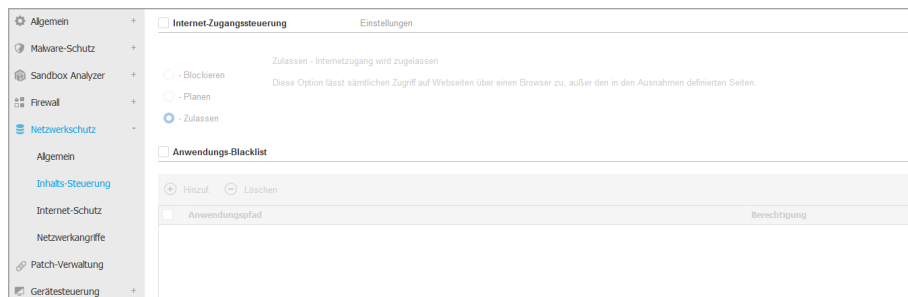 Allgemein +
Internet-Zugangssteuerung Einstellungen
Malware-Schutz +
Sandbox Analyzer +
Firewall +
Netzwerkschutz -
Allgemein
Inhalts-Steuerung
Internet-Schutz
Netzwerkangriffe
Patch-Verwaltung
Gerätesteuerung +
Zulassen - Internetzugang wird zugelassen
- Blockieren
Diese Option lässt sämtlichen Zugriff auf Webseiten über einen Browser zu, außer den in den Ausnahmen definierten Seiten.
- Planen
- Zulassen
Anwendungs-Blacklist
Hinzuf. Löschen
Anwendungspfad Berechtigung